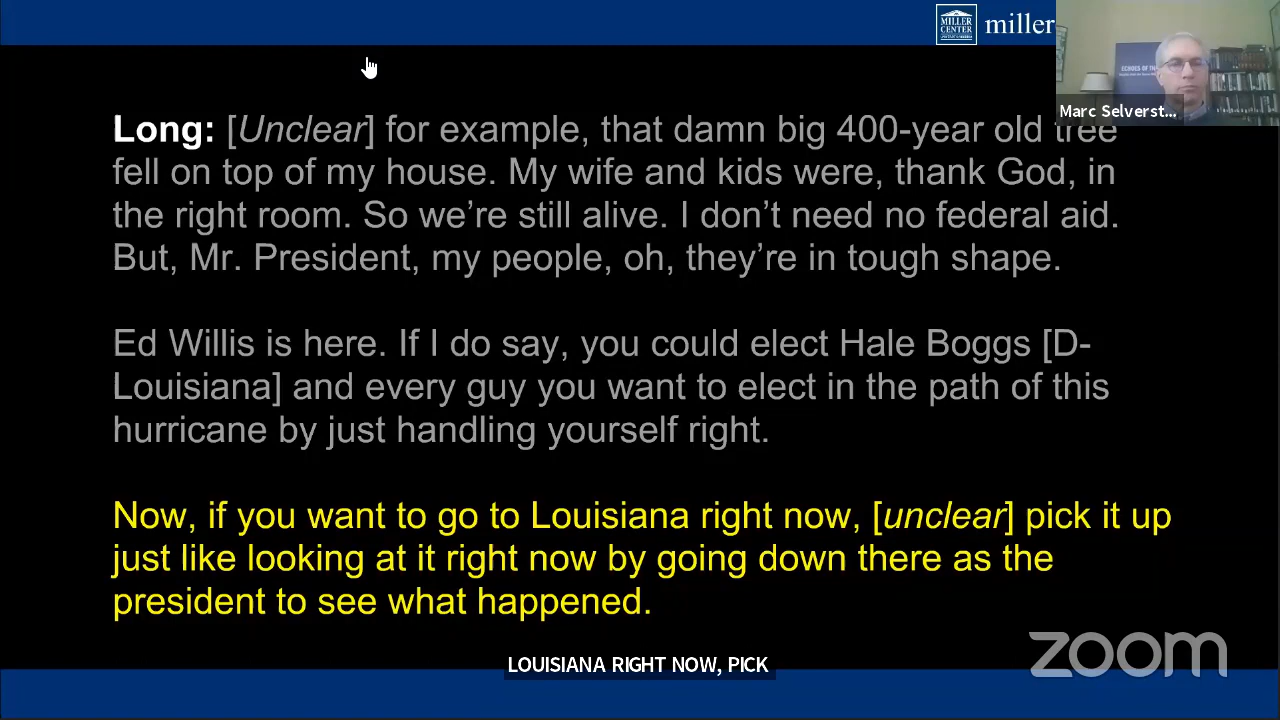 MILLER
CENTER
miller
ECHOES OF
Marc Selverst...
Long: [Unclear] for example, that damn big 400-year old tree
fell on top of my house. My wife and kids were, thank God, in
the right room. So we’re still alive. I don’t need no federal aid.
But, Mr. President, my people, oh, they’re in tough shape.
Ed Willis is here. If I do say, you could elect Hale Boggs [D-
Louisiana] and every guy you want to elect in the path of this
hurricane by just handling yourself right.
Now, if you want to go to Louisiana right now, [unclear] pick it up
just like looking at it right now by going down there as the
president to see what happened.
zoom
LOUISIANA RIGHT NOW, PICK